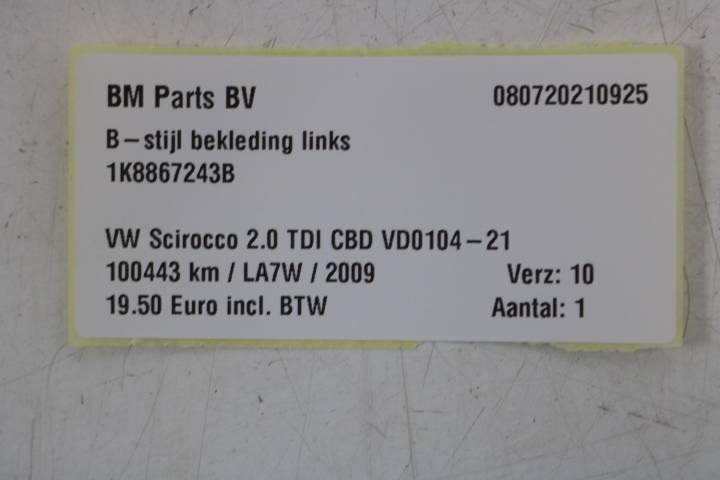 BM Parts BV 080720210925
B-stijl bekleding links
1K8867243B
VW Scirocco 2.0 TDI CBD VD0104-21
100443 km / LA7W / 2009 Verz: 10
19.50 Euro incl. BTW Aantal: 1